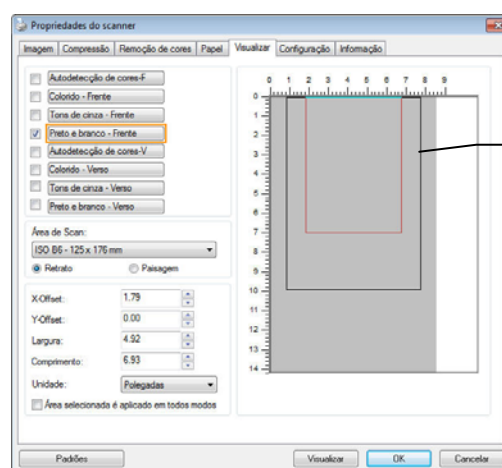 Propriedades do scanner
Imagem Compressão Remoção de cores Papel Visualizar Configuração Informação
Autodetecção de cores-F
Colorido - Frente
Tons de cinza - Frente
Preto e branco - Frente
Autodetecção de cores-V
Colorido - Verso
Tons de cinza - Verso
Preto e branco - Verso
Área de Scan:
ISO B6 - 125 x 176 mm
Retrato Paisagem
X-Offset: 1.79
Y-Offset: 0.00
Largura: 4.92
Comprimento: 6.93
Unidade: Polegadas
Área selecionada é aplicado em todos modos
0 1 2 3 4 5 6 7 8 9
0
1
2
3
4
5
6
7
8
9
10
11
12
13
14
Padrões Visualizar OK Cancelar